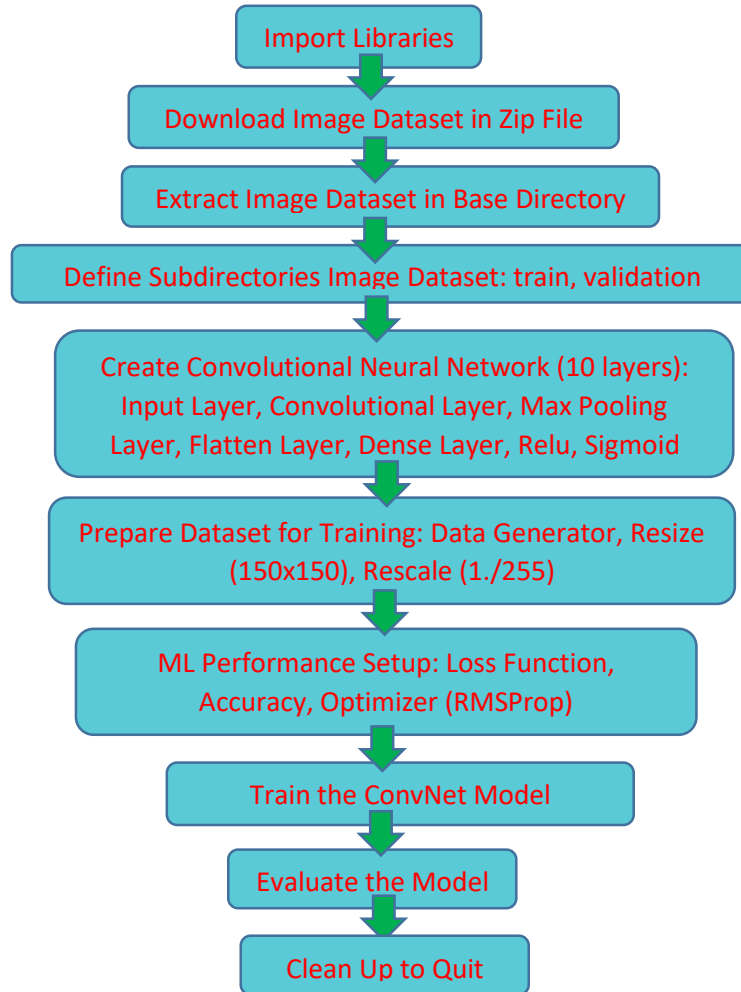 Import Libraries
Download Image Dataset in Zip File
Extract Image Dataset in Base Directory
Define Subdirectories Image Dataset: train, validation
Create Convolutional Neural Network (10 layers):
Input Layer, Convolutional Layer, Max Pooling
Layer, Flatten Layer, Dense Layer, Relu, Sigmoid
Prepare Dataset for Training: Data Generator, Resize
(150x150), Rescale (1./255)
ML Performance Setup: Loss Function,
Accuracy, Optimizer (RMSProp)
Train the ConvNet Model
Evaluate the Model
Clean Up to Quit